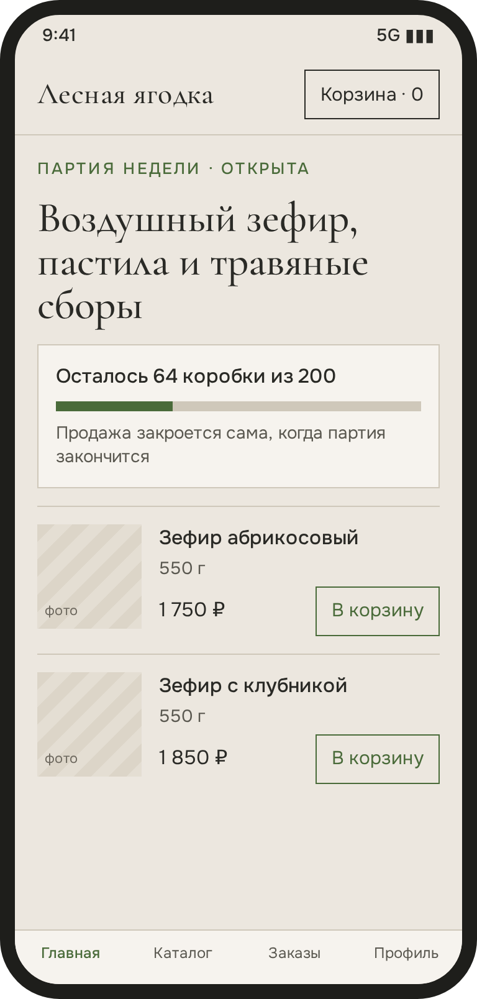 9:41
5G
Лесная ягодка
Корзина · 0
ПАРТИЯ НЕДЕЛИ · ОТКРЫТА
Воздушный зефир,
пастила и травяные
сборы
Осталось 64 коробки из 200
Продажа закроется сама, когда партия
закончится
фото
Зефир абрикосовый
550 г
1 750 ₽
В корзину
фото
Зефир с клубникой
550 г
1 850 ₽
В корзину
Главная
Каталог
Заказы
Профиль